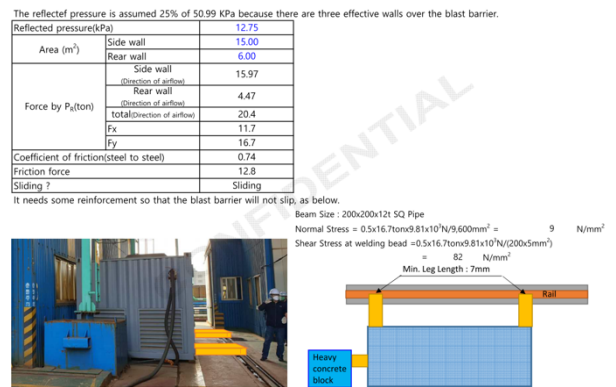 The reflectef pressure is assumed 25% of 50.99 KPa because there are three effective walls over the blast barrier.
Reflected pressure(kPa) 12.75
Area (m²) Side wall 15.00
Rear wall 6.00
Force by PR(ton) Side wall (Direction of airflow) 15.97
Rear wall (Direction of airflow) 4.47
total(Direction of airflow) 20.4
Fx 11.7
Fy 16.7
Coefficient of friction(steel to steel) 0.74
Friction force 12.8
Sliding ? Sliding
It needs some reinforcement so that the blast barrier will not slip, as below.
Beam Size : 200x200x12t SQ Pipe
Normal Stress = 0.5x16.7tonx9.81x10³N/9,600mm² = 9 N/mm²
Shear Stress at welding bead =0.5x16.7tonx9.81x10³N/(200x5mm²)
= 82 N/mm²
Min. Leg Length : 7mm
Rail
Heavy
concrete
block
CONFIDENTIAL